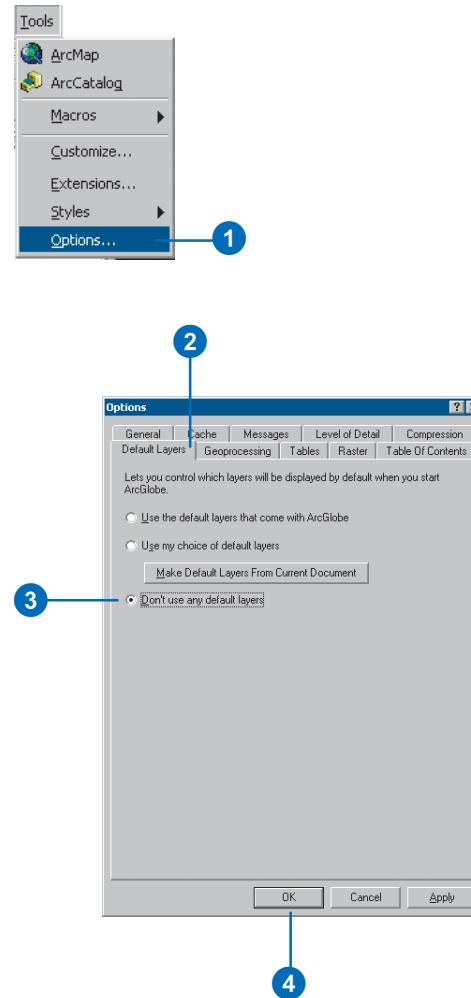 Tools
ArcMap
ArcCatalog
Macros
Customize...
Extensions...
Styles
Options...
1
2
Options
General Cache Messages Level of Detail Compression
Default Layers Geoprocessing Tables Raster Table Of Contents
Lets you control which layers will be displayed by default when you start
ArcGlobe.
Use the default layers that come with ArcGlobe
Use my choice of default layers
Make Default Layers From Current Document
3
Don't use any default layers
OK Cancel Apply
4